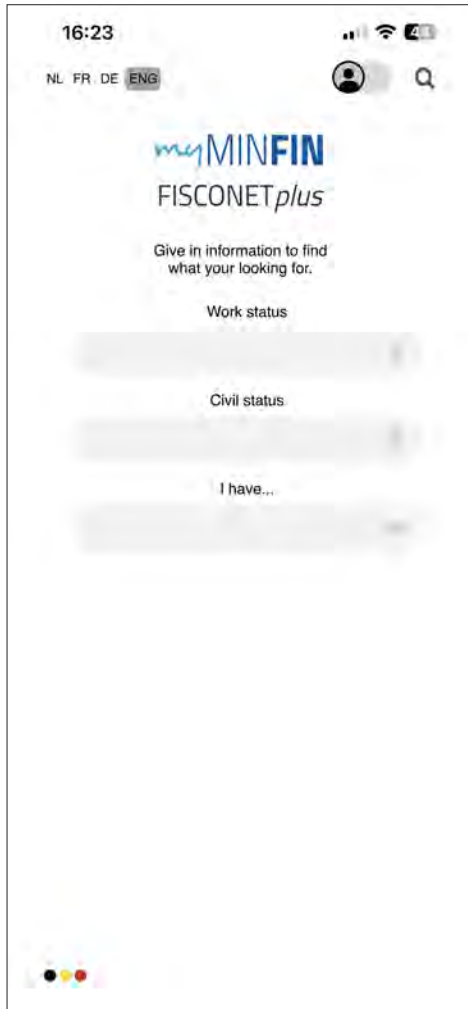 16:23
NL FR DE ENG
myMINFIN
FISCONETplus
Give in information to find
what your looking for.
Work status
Civil status
I have...